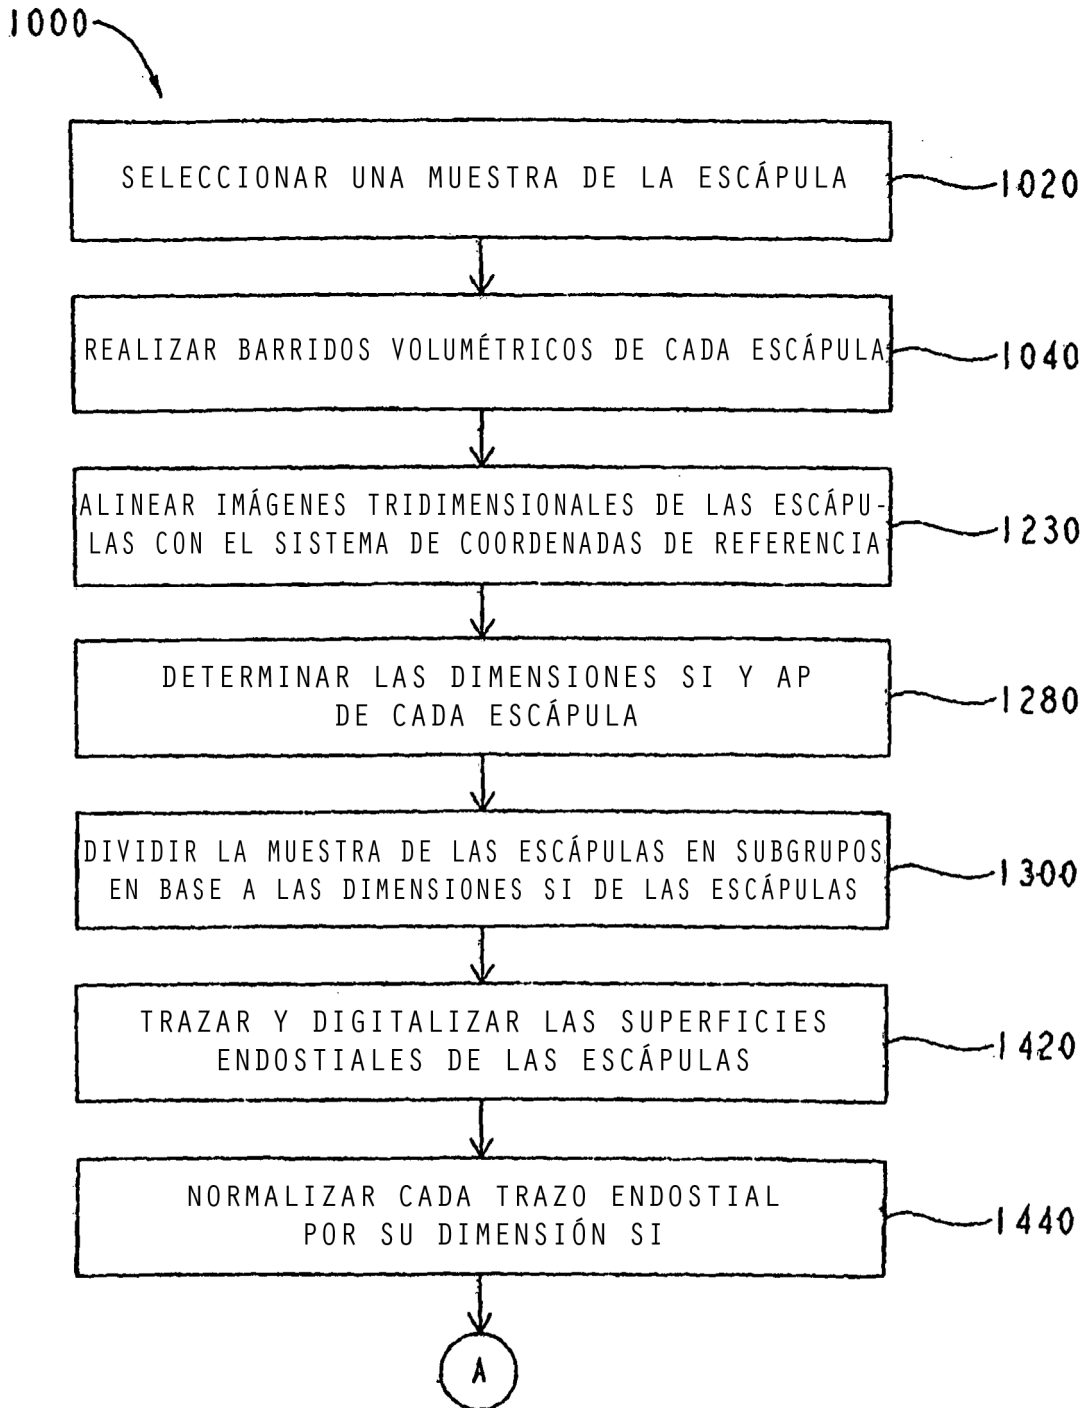 1000
SELECCIONAR UNA MUESTRA DE LA ESCÁPULA
1020
REALIZAR BARRIDOS VOLUMÉTRICOS DE CADA ESCÁPULA
1040
ALINEAR IMÁGENES TRIDIMENSIONALES DE LAS ESCÁPU-
LAS CON EL SISTEMA DE COORDENADAS DE REFERENCIA
1230
DETERMINAR LAS DIMENSIONES SI Y AP
DE CADA ESCÁPULA
1280
DIVIDIR LA MUESTRA DE LAS ESCÁPULAS EN SUBGRUPOS
EN BASE A LAS DIMENSIONES SI DE LAS ESCÁPULAS
1300
TRAZAR Y DIGITALIZAR LAS SUPERFICIES
ENDOSTIALES DE LAS ESCÁPULAS
1420
NORMALIZAR CADA TRAZO ENDOSTIAL
POR SU DIMENSIÓN SI
1440
A